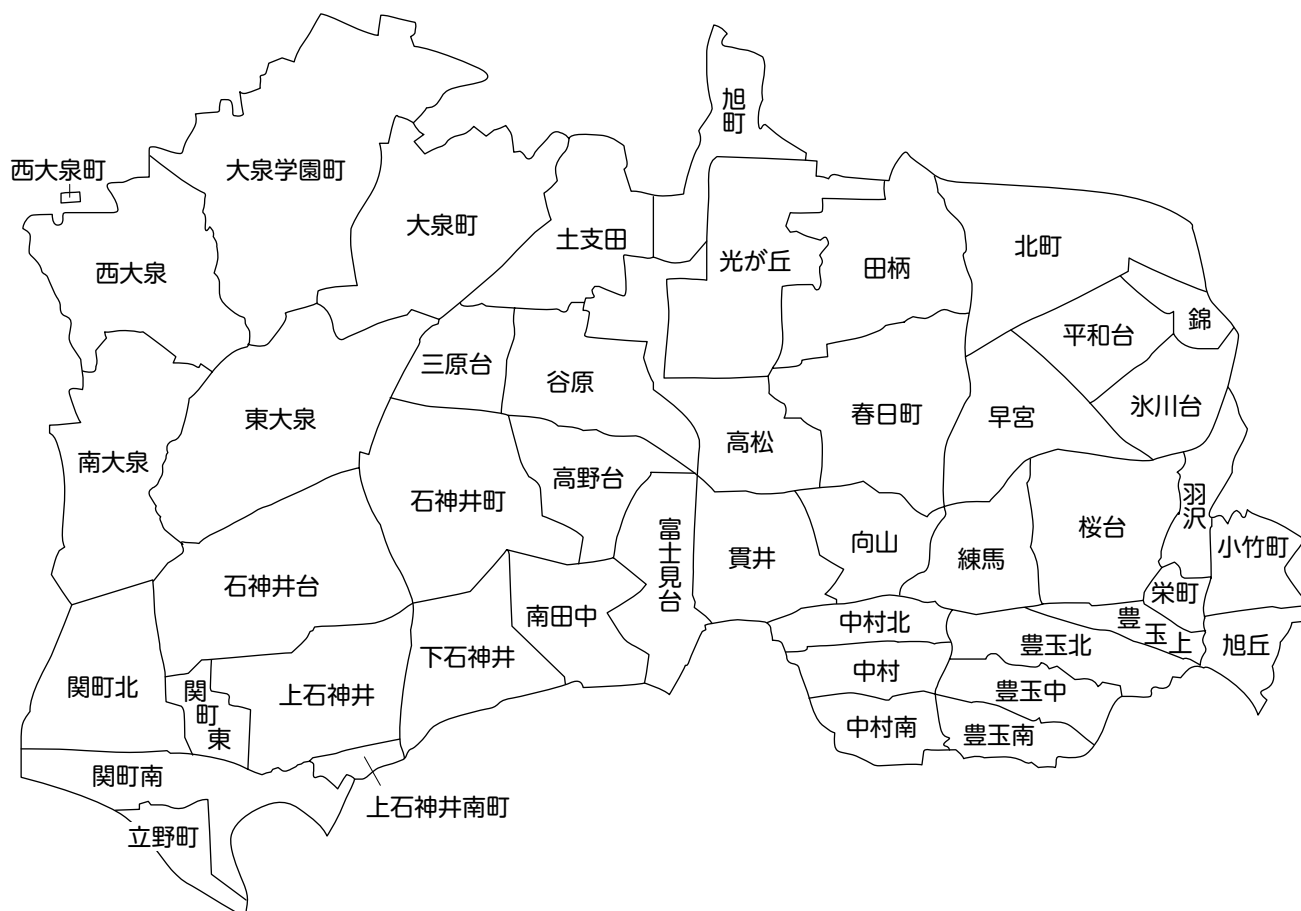 旭町
西大泉町
大泉学園町
大泉町
土支田
光が丘
田柄
北町
西大泉
錦
平和台
三原台
谷原
氷川台
東大泉
春日町
早宮
高松
南大泉
高野台
石神井町
羽沢
桜台
富士見台
貫井
向山
練馬
小竹町
石神井台
栄町
南田中
中村北
豊玉上
豊玉北
旭丘
下石神井
中村
関町北
関町東
上石神井
豊玉中
中村南
豊玉南
関町南
上石神井南町
立野町